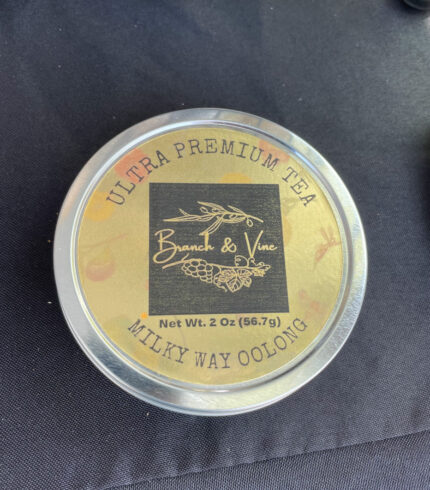 ULTRA PREMIUM TEA
Branch & Vine
Net Wt. 2 Oz (56.7g)
MILKY WAY OOLONG